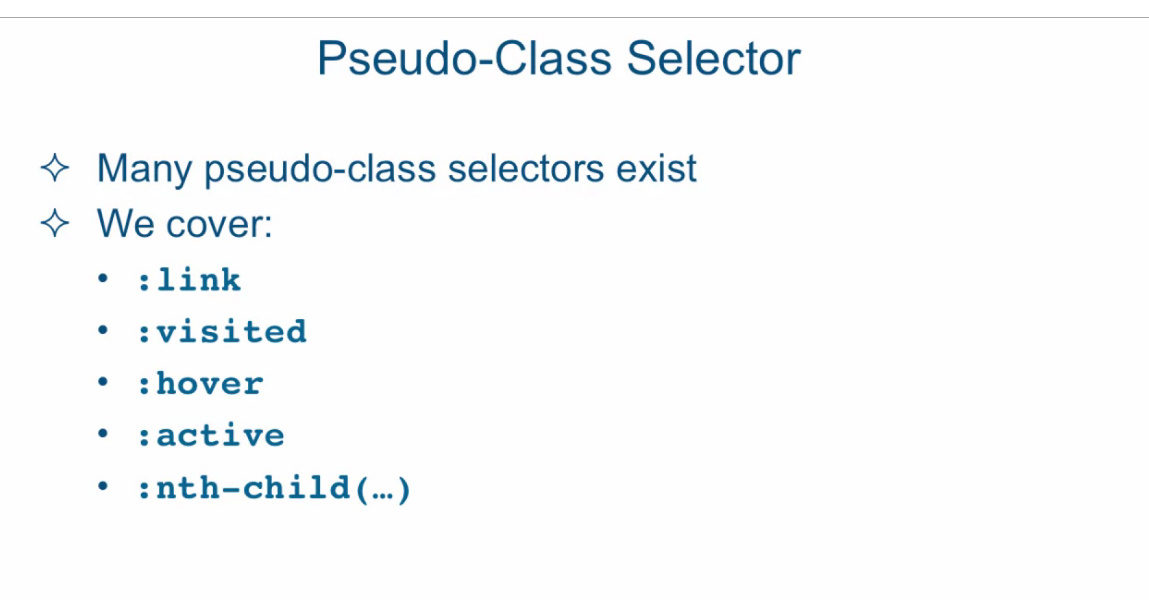 Pseudo-Class Selector
✧ Many pseudo-class selectors exist
✧ We cover:
• :link
• :visited
• :hover
• :active
• :nth-child(…)